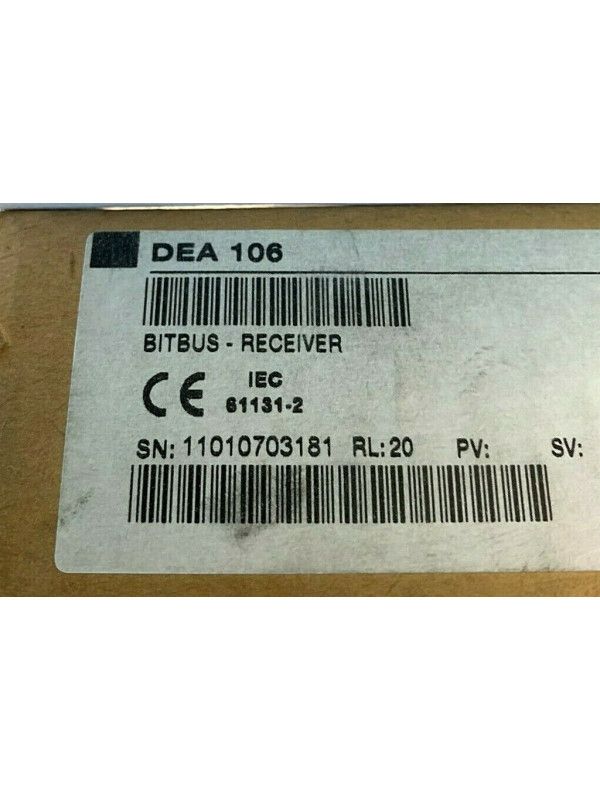 DEA 106
BITBUS - RECEIVER
CE IEC
61131-2
SN: 11010703181 RL: 20 PV: SV: